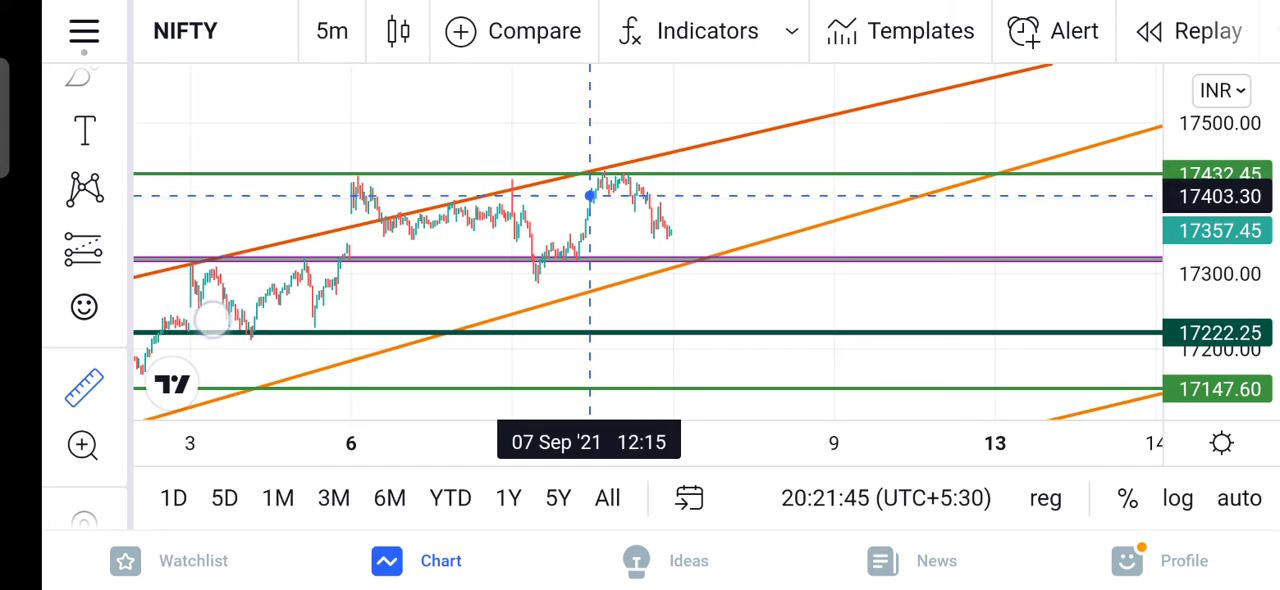 NIFTY 5m Compare Indicators Templates Alert Replay
INR
17500.00
17432.45
17403.30
17357.45
17300.00
17222.25
17200.00
17147.60
3 6 07 Sep '21 12:15 9 13 14
1D 5D 1M 3M 6M YTD 1Y 5Y All 20:21:45 (UTC+5:30) reg % log auto
Watchlist Chart Ideas News Profile